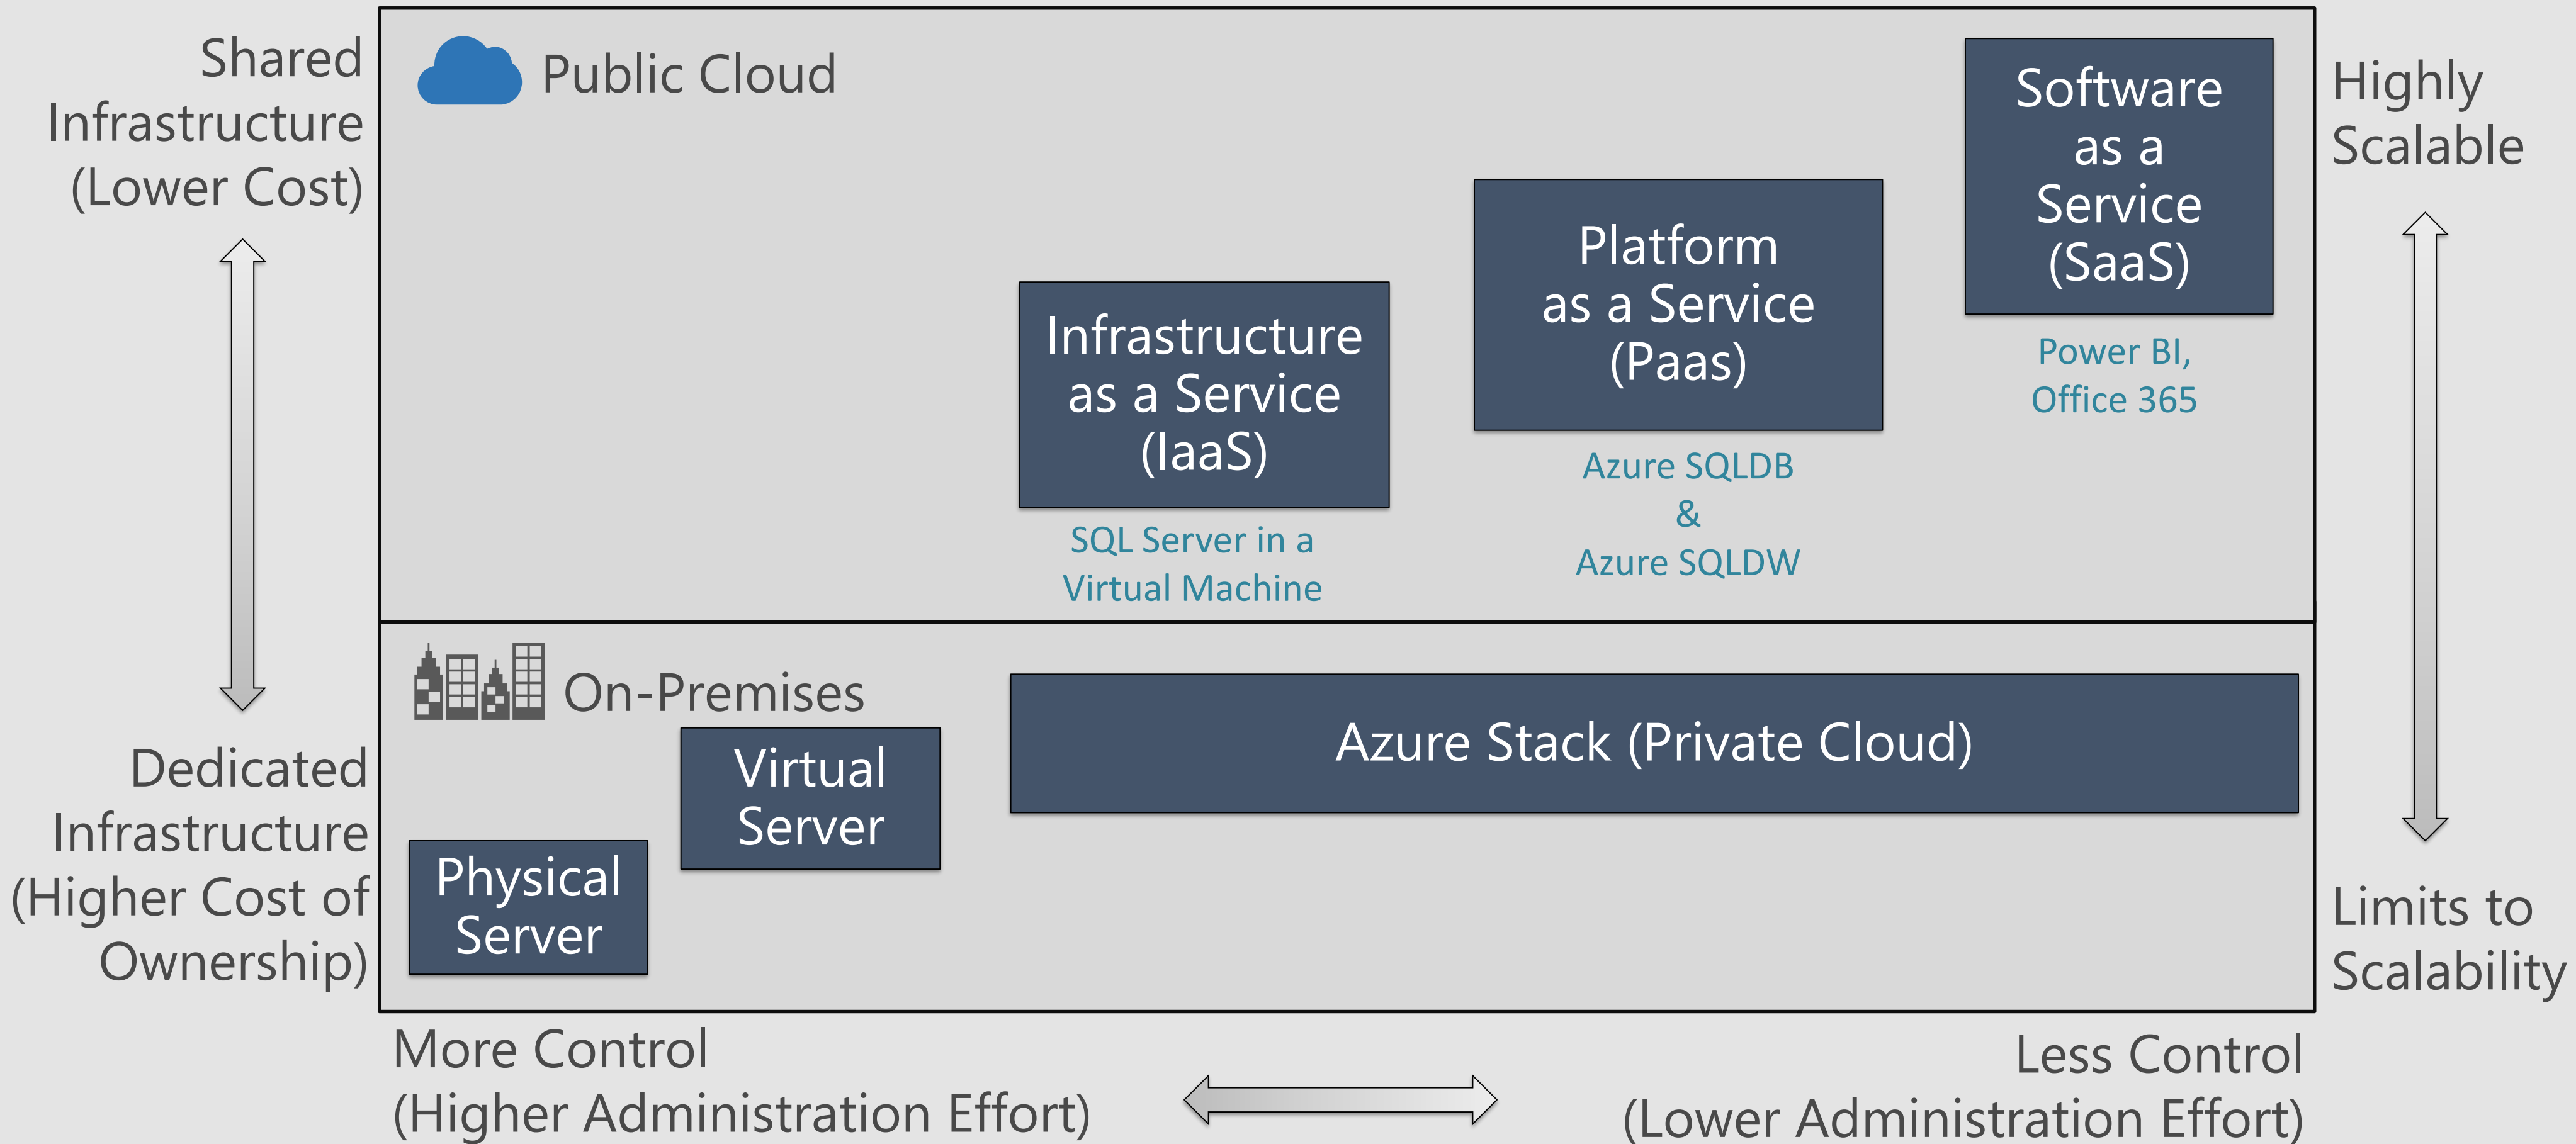 Shared
Infrastructure
(Lower Cost)
Dedicated
Infrastructure
(Higher Cost of
Ownership)
Public Cloud
Infrastructure
as a Service
(IaaS)
SQL Server in a
Virtual Machine
Platform
as a Service
(Paas)
Azure SQLDB
&
Azure SQLDW
Software
as a
Service
(SaaS)
Power BI,
Office 365
On-Premises
Physical
Server
Virtual
Server
Azure Stack (Private Cloud)
Highly
Scalable
Limits to
Scalability
More Control
(Higher Administration Effort)
Less Control
(Lower Administration Effort)